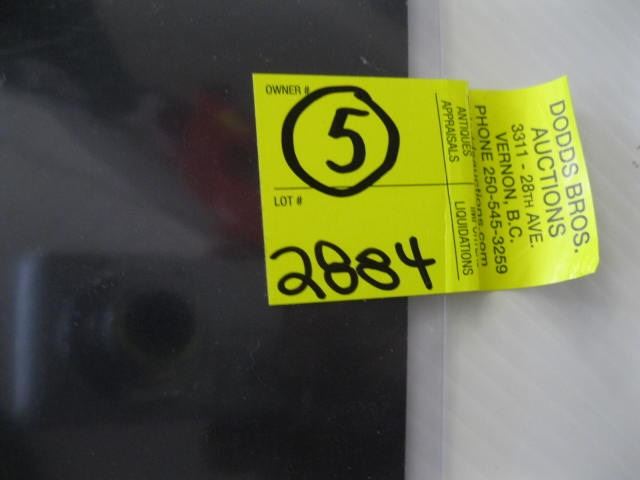 OWNER #
5
LOT #
2884
DODDS BROS.
AUCTIONS
3311 - 28TH AVE.
VERNON, B.C.
PHONE 250-545-3259
ANTIQUES
APPRAISALS
LIQUIDATIONS